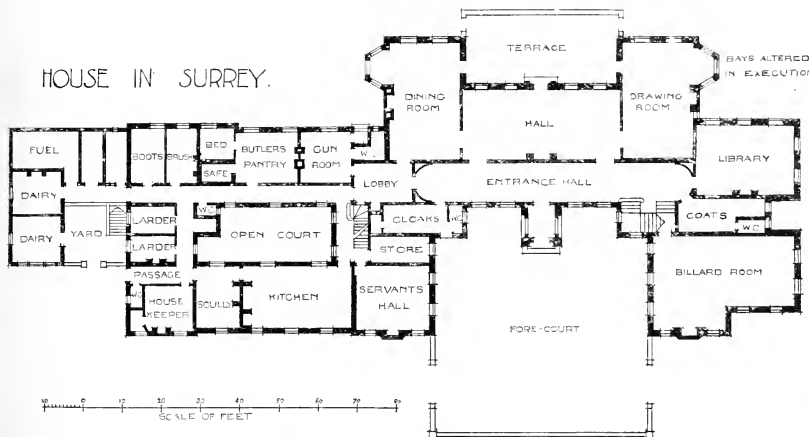 HOUSE IN SURREY.
TERRACE
BAYS ALTERED
IN EXECUTION
DINING
ROOM
HALL
DRAWING
ROOM
FUEL
BOOTS
BRUSH
BED
SAFE
BUTLERS
PANTRY
GUN
ROOM
W.
LIBRARY
DAIRY
LOBBY
ENTRANCE HALL
LARDER
WC
OPEN COURT
CLOAKS
WC
COATS
W.C
DAIRY
YARD
LARDER
STORE
PASSAGE
BILLARD ROOM
WC
HOUSE
KEEPER
SCULLY
KITCHEN
SERVANTS
HALL
FORE-COURT
10 0 10 20 30 40 50 60 70 80
SCALE OF FEET